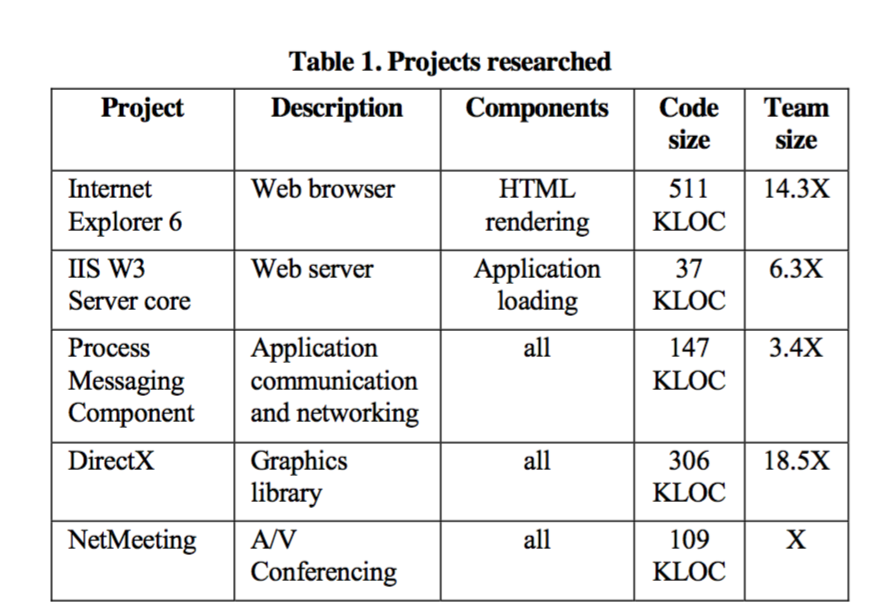 Table 1. Projects researched
Project Description Components Code Team
size size
Internet Web browser HTML 511 14.3X
Explorer 6 rendering KLOC
IIS W3 Web server Application 37 6.3X
Server core loading KLOC
Process Application all 147 3.4X
Messaging communication KLOC
Component and networking
DirectX Graphics all 306 18.5X
library KLOC
NetMeeting A/V all 109 X
Conferencing KLOC